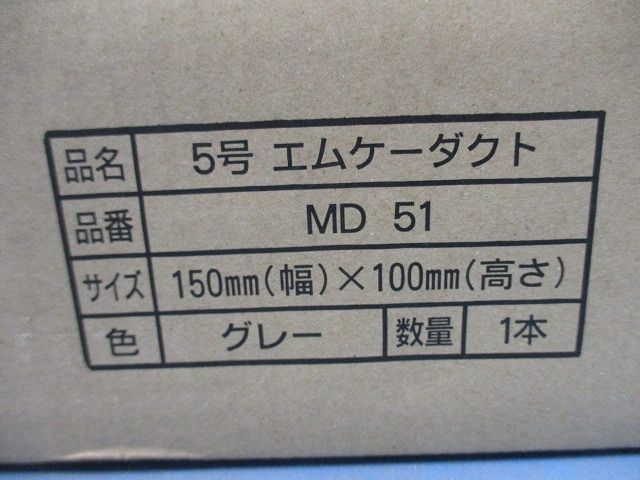 品名 5号 エムケーダクト
品番 MD 51
サイズ 150mm(幅)×100mm(高さ)
色 グレー 数量 1本